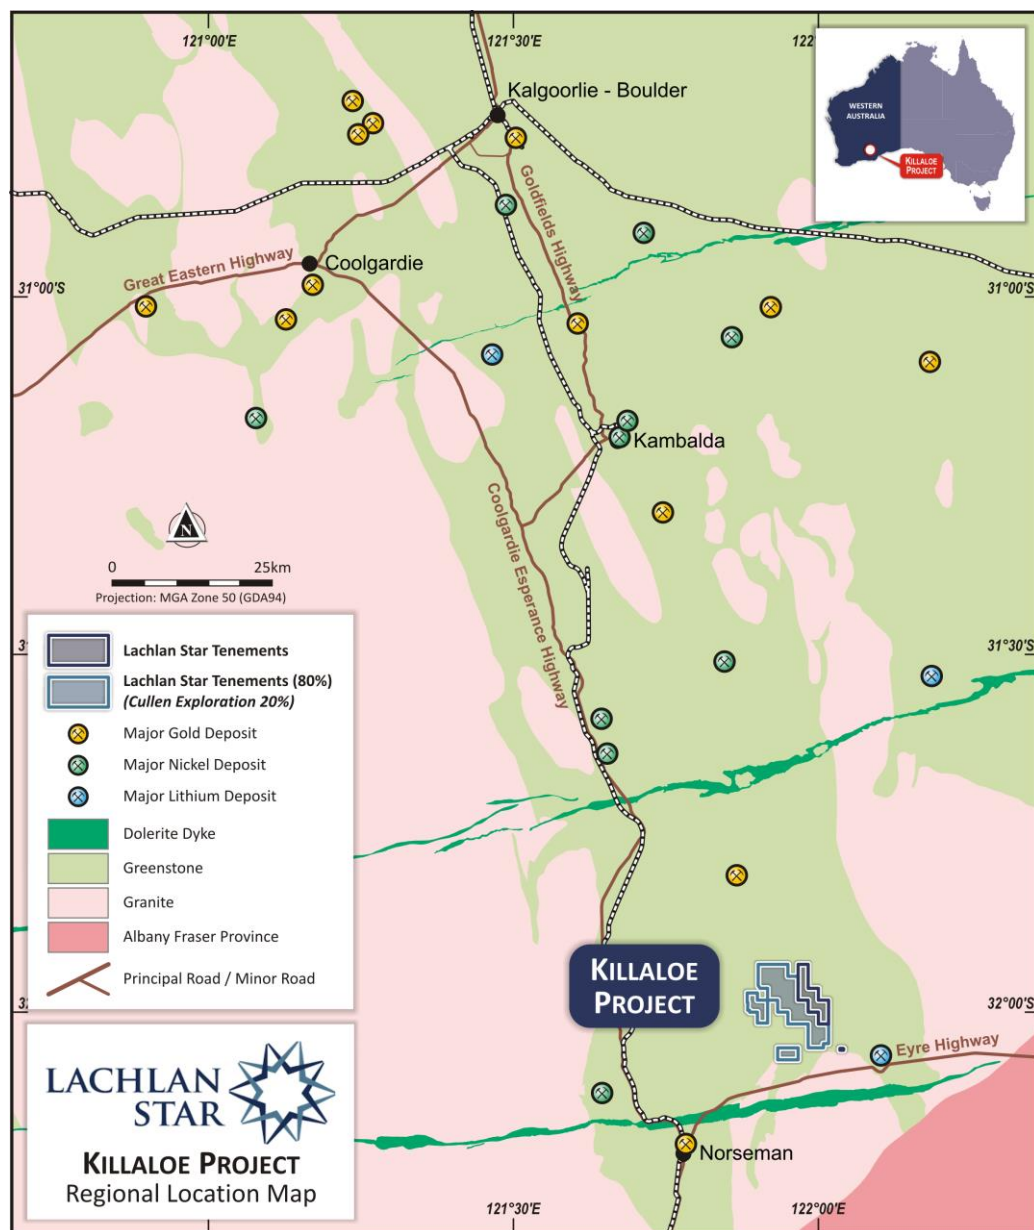 121°00'E
121°30'E
122°
Kalgoorlie - Boulder
WESTERN
AUSTRALIA
KILLALOE
PROJECT
Goldfields Highway
Great Eastern Highway
Coolgardie
31°00'S
31°00'S
Kambalda
Coolgardie Esperance Highway
N
0
25km
Projection: MGA Zone 50 (GDA94)
31°
31°30'S
Lachlan Star Tenements
Lachlan Star Tenements (80%)
(Cullen Exploration 20%)
Major Gold Deposit
Major Nickel Deposit
Major Lithium Deposit
Dolerite Dyke
Greenstone
Granite
Albany Fraser Province
Principal Road / Minor Road
KILLALOE
PROJECT
32°
32°00'S
Eyre Highway
LACHLAN
STAR
KILLALOE PROJECT
Regional Location Map
Norseman
121°30'E
122°00'E